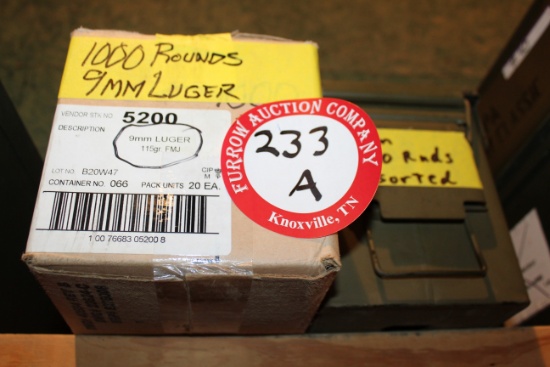 1000 ROUNDS
9MM LUGER
VENDOR STK NO. 5200
DESCRIPTION
9mm LUGER
115gr. FMJ
LOT NO. B20W47
CIP
M
CONTAINER NO. 066 PACK UNITS 20 EA.
1 00 76683 05200 8
FURROW AUCTION COMPANY
233
A
Knoxville, TN
Rnds